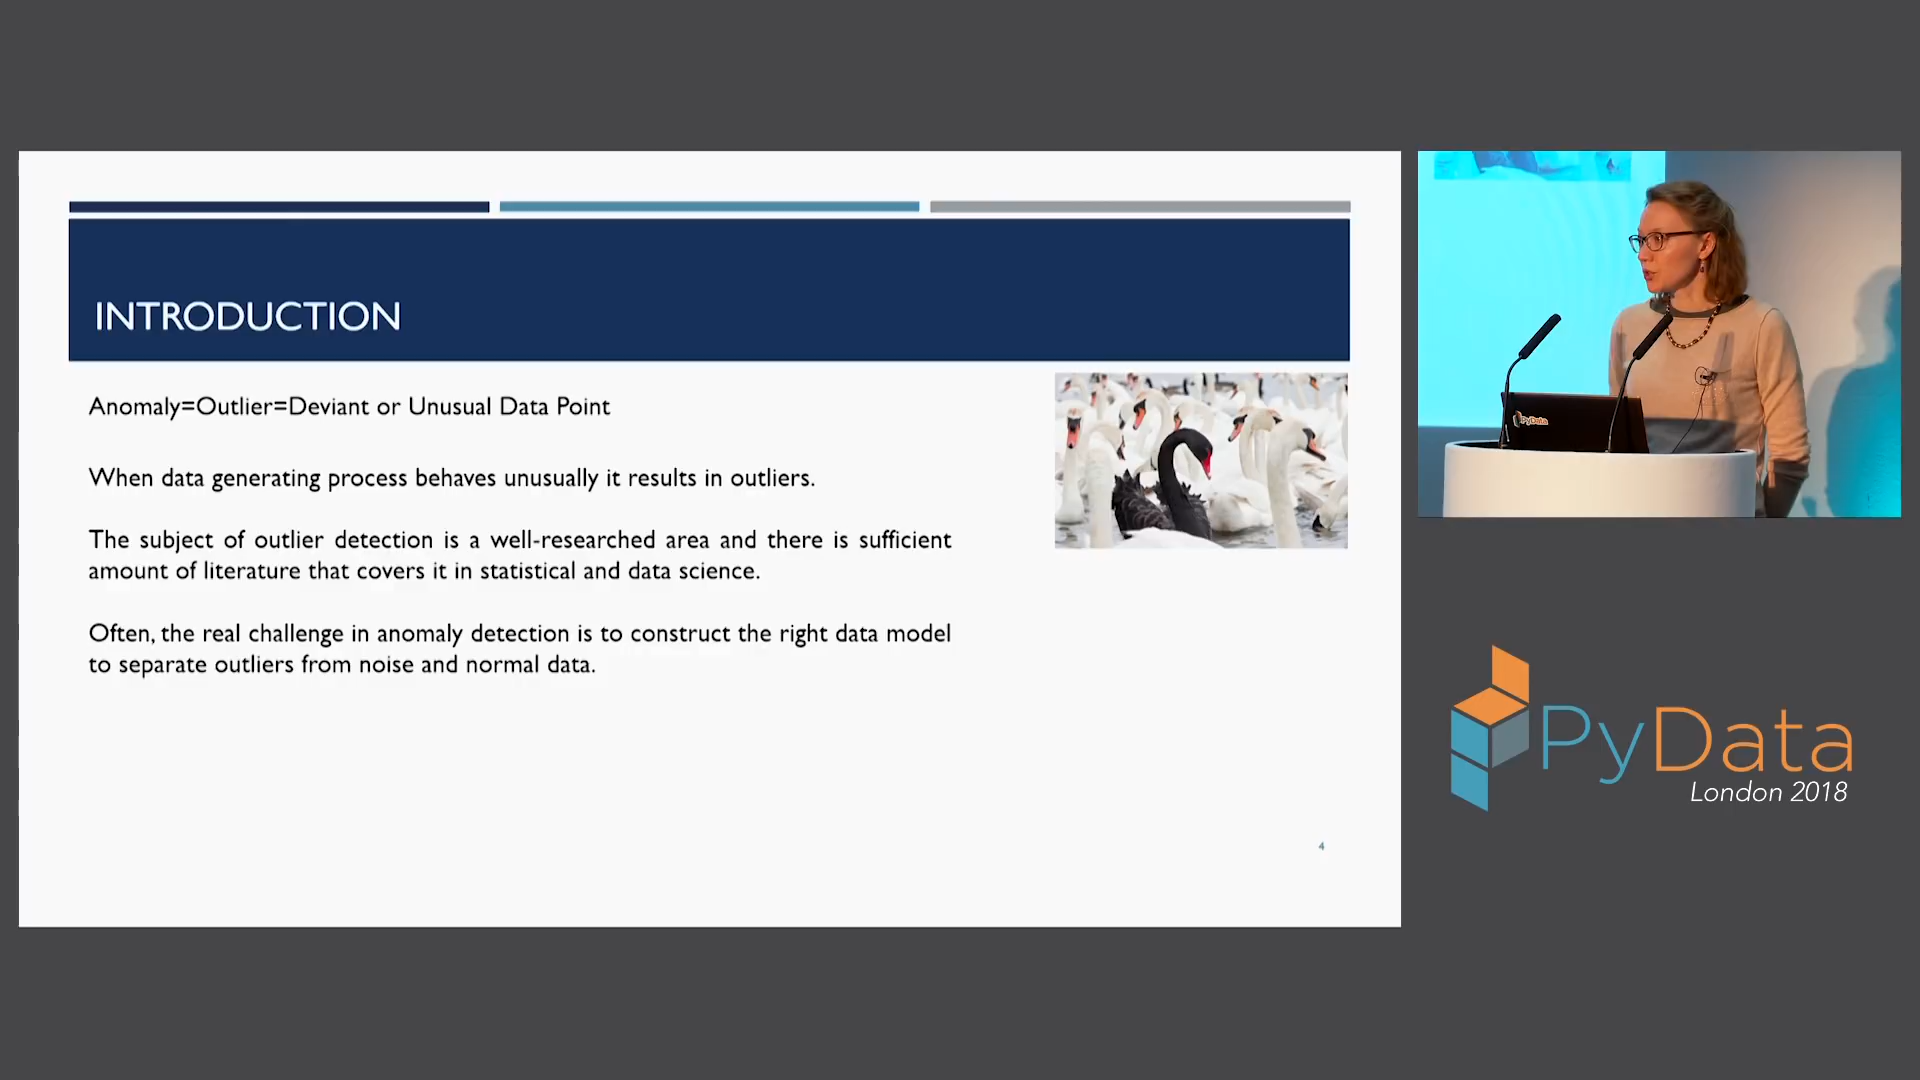 INTRODUCTION
Anomaly=Outlier=Deviant or Unusual Data Point
When data generating process behaves unusually it results in outliers.
The subject of outlier detection is a well-researched area and there is sufficient
amount of literature that covers it in statistical and data science.
Often, the real challenge in anomaly detection is to construct the right data model
to separate outliers from noise and normal data.
4
PyData
PyData
London 2018